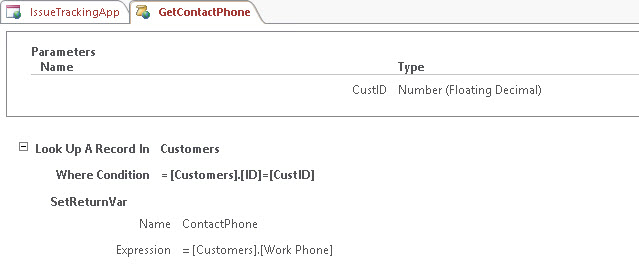 IssueTrackingApp GetContactPhone
Parameters
Name Type
CustID Number (Floating Decimal)
Look Up A Record In Customers
Where Condition = [Customers].[ID]=[CustID]
SetReturnVar
Name ContactPhone
Expression = [Customers].[Work Phone]